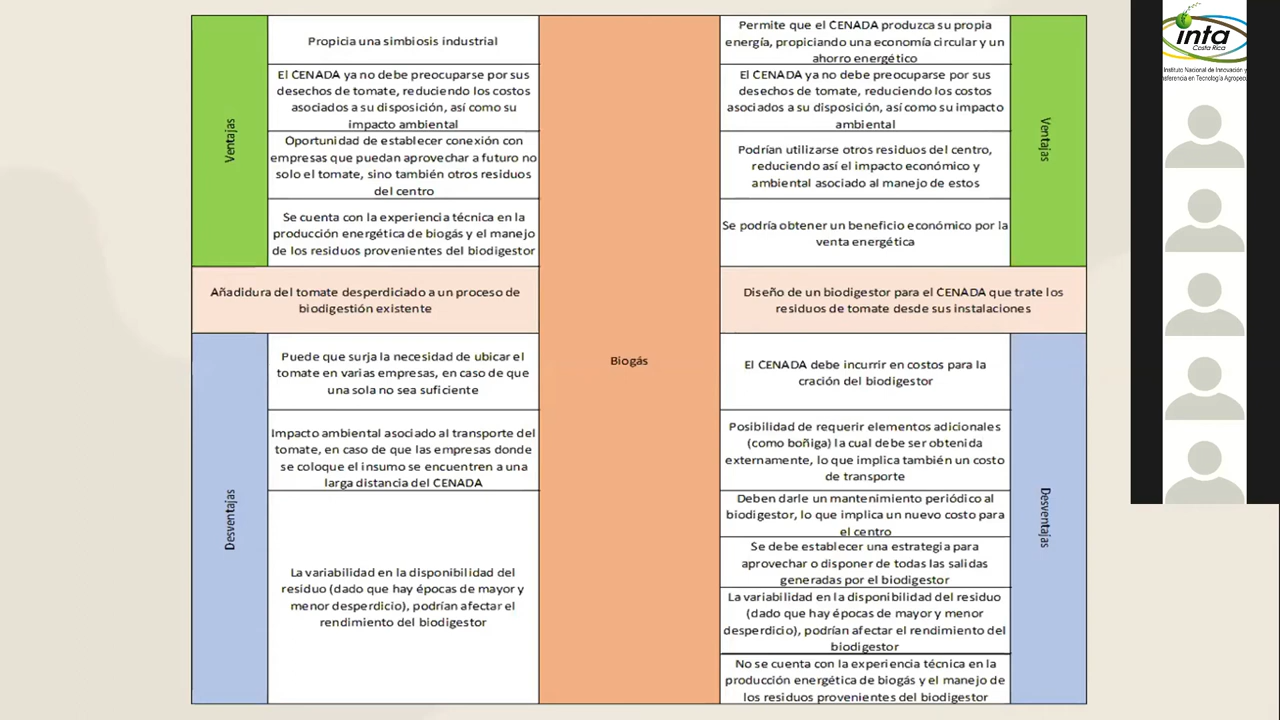 Ventajas
Propicia una simbiosis industrial
El CENADA ya no debe preocuparse por sus
desechos de tomate, reduciendo los costos
asociados a su disposición, así como su
impacto ambiental
Oportunidad de establecer conexión con
empresas que puedan aprovechar a futuro no
solo el tomate, sino también otros residuos
del centro
Se cuenta con la experiencia técnica en la
producción energética de biogás y el manejo
de los residuos provenientes del biodigestor
Añadidura del tomate desperdiciado a un proceso de
biodigestión existente
Desventajas
Puede que surja la necesidad de ubicar el
tomate en varias empresas, en caso de que
una sola no sea suficiente
Impacto ambiental asociado al transporte del
tomate, en caso de que las empresas donde
se coloque el insumo se encuentren a una
larga distancia del CENADA
La variabilidad en la disponibilidad del
residuo (dado que hay épocas de mayor y
menor desperdicio), podrían afectar el
rendimiento del biodigestor
Biogás
Permite que el CENADA produzca su propia
energía, propiciando una economía circular y un
ahorro energético
El CENADA ya no debe preocuparse por sus
desechos de tomate, reduciendo los costos
asociados a su disposición, así como su impacto
ambiental
Podrían utilizarse otros residuos del centro,
reduciendo así el impacto económico y
ambiental asociado al manejo de estos
Se podría obtener un beneficio económico por la
venta energética
Ventajas
Diseño de un biodigestor para el CENADA que trate los
residuos de tomate desde sus instalaciones
El CENADA debe incurrir en costos para la
cración del biodigestor
Posibilidad de requerir elementos adicionales
(como boñiga) la cual debe ser obtenida
externamente, lo que implica también un costo
de transporte
Deben darle un mantenimiento periódico al
biodigestor, lo que implica un nuevo costo para
el centro
Se debe establecer una estrategia para
aprovechar o disponer de todas las salidas
generadas por el biodigestor
La variabilidad en la disponibilidad del residuo
(dado que hay épocas de mayor y menor
desperdicio), podrían afectar el rendimiento del
biodigestor
No se cuenta con la experiencia técnica en la
producción energética de biogás y el manejo de
los residuos provenientes del biodigestor
Desventajas
inta
Costa Rica
Instituto Nacional de Innovación y
sferencia en Tecnología Agropecu